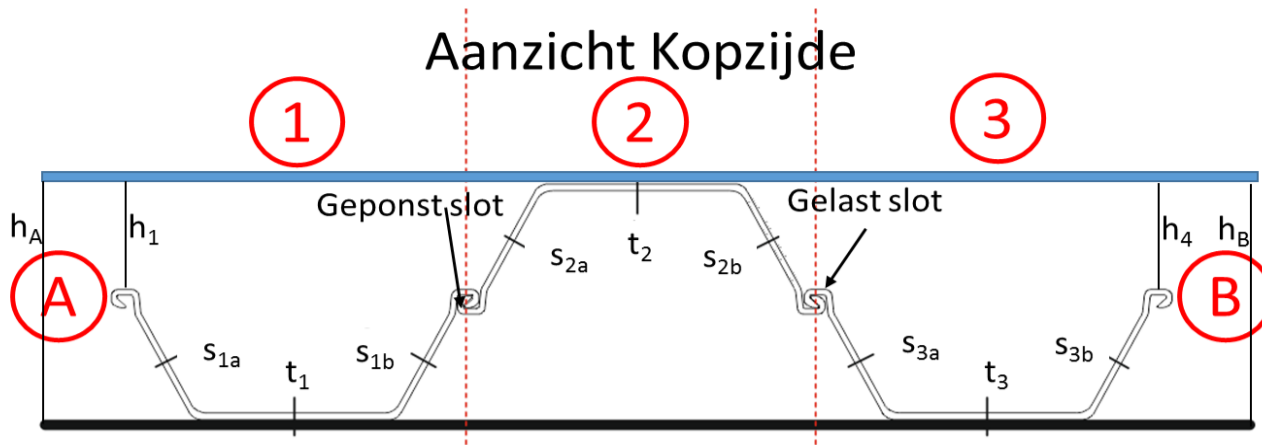 Aanzicht Kopzijde
1 2 3
Geponst slot Gelast slot
hA h1 h4 hB
s2a t2 s2b
A B
s1a s1b s3a s3b
t1 t3